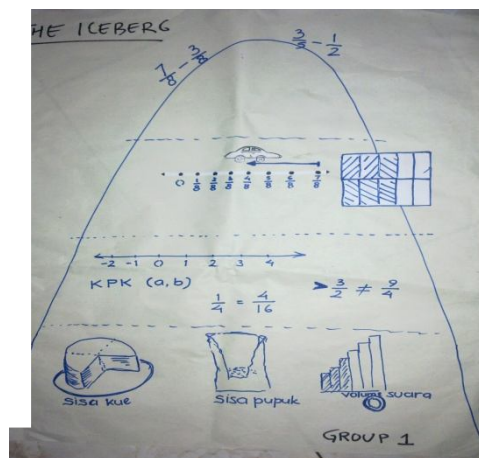 THE ICEBERG
7/8 - 3/8
3/5 - 1/2
0 1/8 2/8 3/8 4/8 5/8 6/8 7/8
-2 -1 0 1 2 3 4
KPK (a,b)
1/4 = 4/16
> 3/2 ≠ 9/4
sisa kue
sisa pupuk
volume suara
GROUP 1